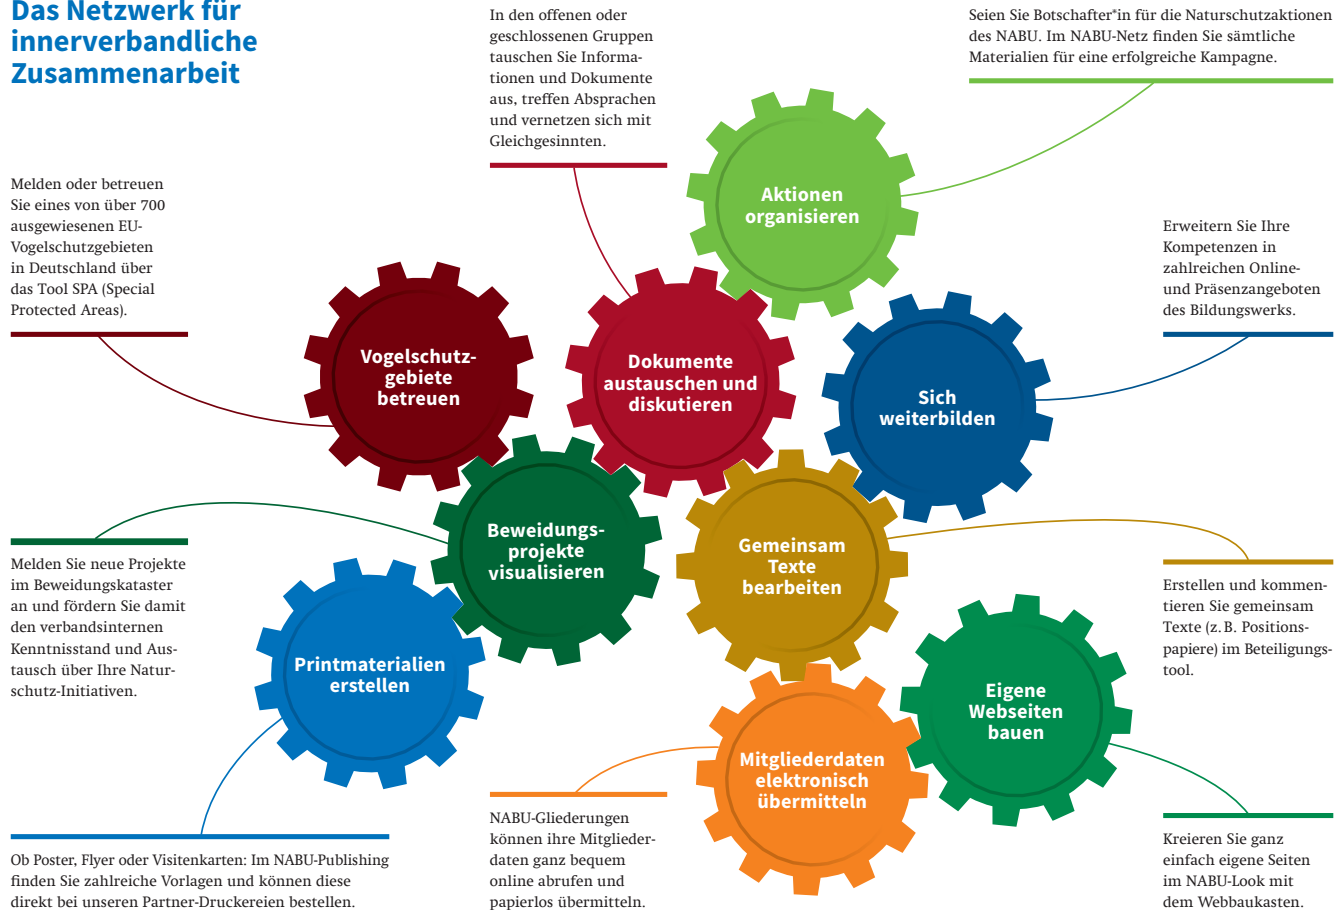 Das Netzwerk für
innerverbandliche
Zusammenarbeit
In den offenen oder
geschlossenen Gruppen
tauschen Sie Informa-
tionen und Dokumente
aus, treffen Absprachen
und vernetzen sich mit
Gleichgesinnten.
Seien Sie Botschafter*in für die Naturschutzaktionen
des NABU. Im NABU-Netz finden Sie sämtliche
Materialien für eine erfolgreiche Kampagne.
Melden oder betreuen
Sie eines von über 700
ausgewiesenen EU-
Vogelschutzgebieten
in Deutschland über
das Tool SPA (Special
Protected Areas).
Aktionen
organisieren
Erweitern Sie Ihre
Kompetenzen in
zahlreichen Online-
und Präsenzangeboten
des Bildungswerks.
Vogelschutz-
gebiete
betreuen
Dokumente
austauschen und
diskutieren
Sich
weiterbilden
Beweidungs-
projekte
visualisieren
Gemeinsam
Texte
bearbeiten
Melden Sie neue Projekte
im Beweidungskataster
an und fördern Sie damit
den verbandsinternen
Kenntnisstand und Aus-
tausch über Ihre Natur-
schutz-Initiativen.
Erstellen und kommen-
tieren Sie gemeinsam
Texte (z. B. Positions-
papiere) im Beteiligungs-
tool.
Printmaterialien
erstellen
Eigene
Webseiten
bauen
Mitgliederdaten
elektronisch
übermitteln
Ob Poster, Flyer oder Visitenkarten: Im NABU-Publishing
finden Sie zahlreiche Vorlagen und können diese
direkt bei unseren Partner-Druckereien bestellen.
NABU-Gliederungen
können ihre Mitglieder-
daten ganz bequem
online abrufen und
papierlos übermitteln.
Kreieren Sie ganz
einfach eigene Seiten
im NABU-Look mit
dem Webbaukasten.